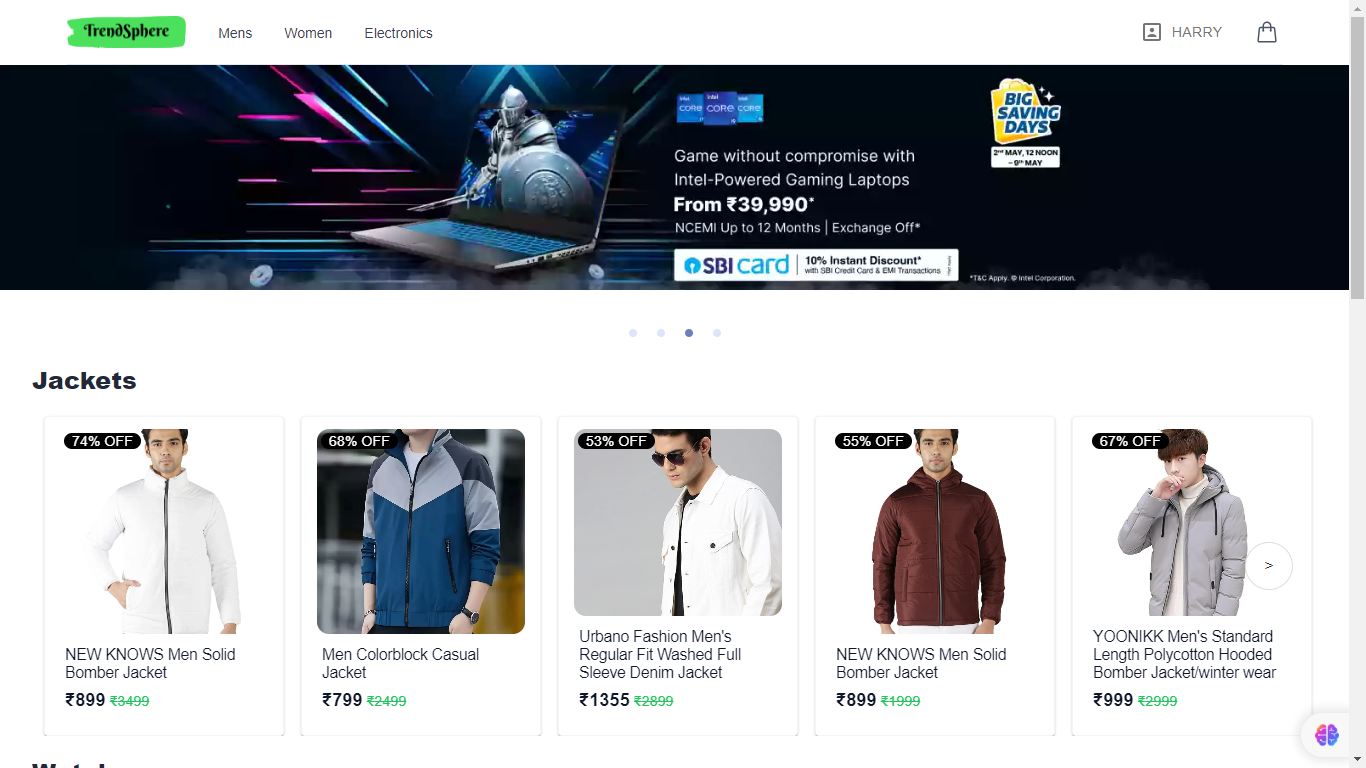 TrendSphere
Mens
Women
Electronics
HARRY
intel
CORE
intel
CORE
i9
intel
CORE
BIG
SAVING
DAYS
2ND MAY, 12 NOON
– 9th MAY
Game without compromise with
Intel-Powered Gaming Laptops
From ₹39,990*
NCEMI Up to 12 Months | Exchange Off*
SBI card
10% Instant Discount*
with SBI Credit Card & EMI Transactions
*T&C Apply. © Intel Corporation.
Jackets
74% OFF
NEW KNOWS Men Solid
Bomber Jacket
₹899 ₹3499
68% OFF
Men Colorblock Casual
Jacket
₹799 ₹2499
53% OFF
Urbano Fashion Men's
Regular Fit Washed Full
Sleeve Denim Jacket
₹1355 ₹2899
55% OFF
NEW KNOWS Men Solid
Bomber Jacket
₹899 ₹1999
67% OFF
YOONIKK Men's Standard
Length Polycotton Hooded
Bomber Jacket/winter wear
₹999 ₹2999
>